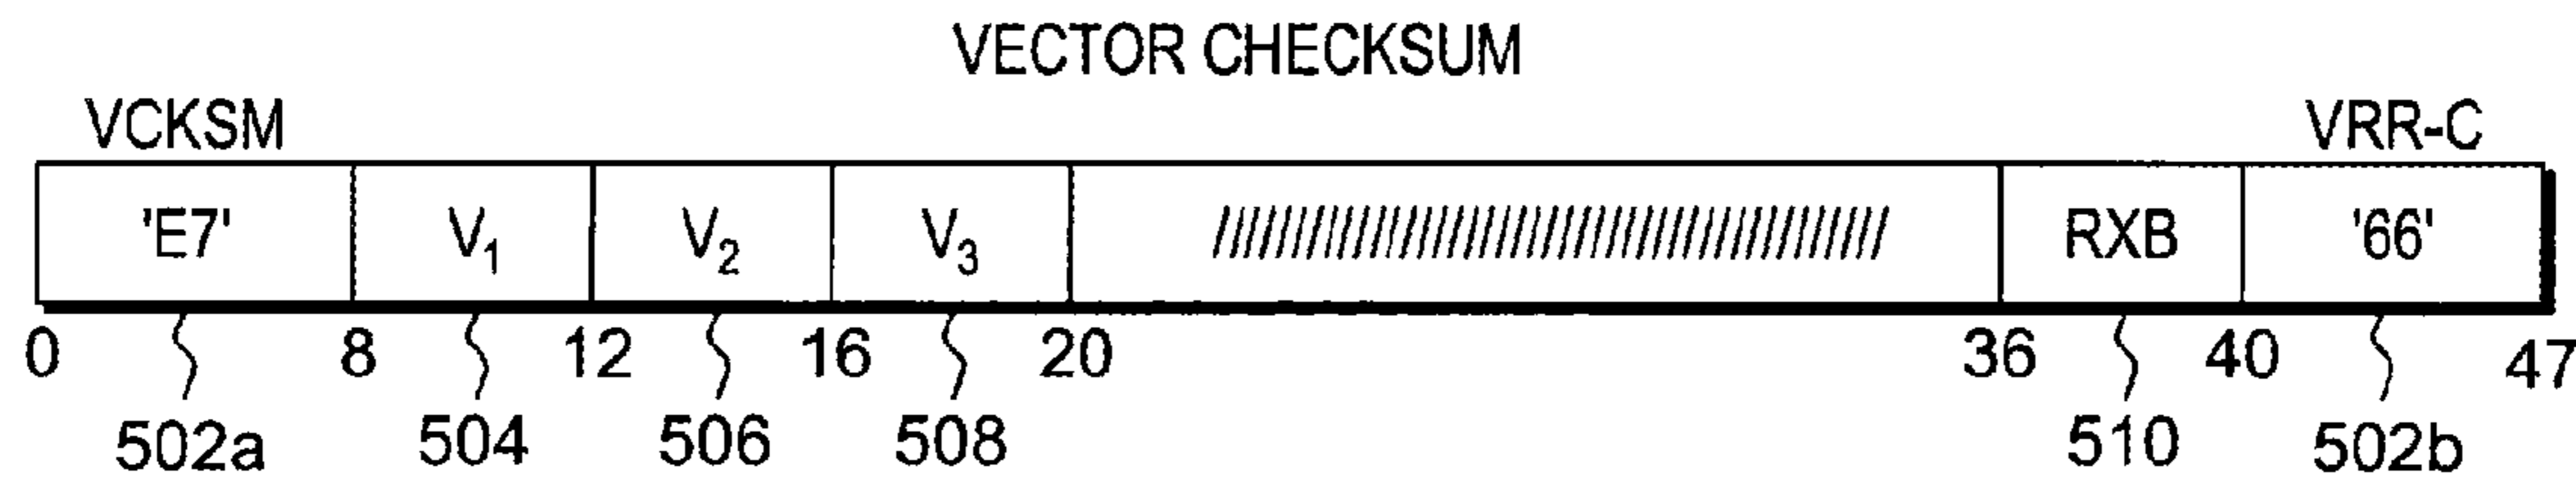 VECTOR CHECKSUM
VCKSM VRR-C
'E7' V₁ V₂ V₃ //////////////////////////////////////// RXB '66'
0 8 12 16 20 36 40 47
502a 504 506 508 510 502b